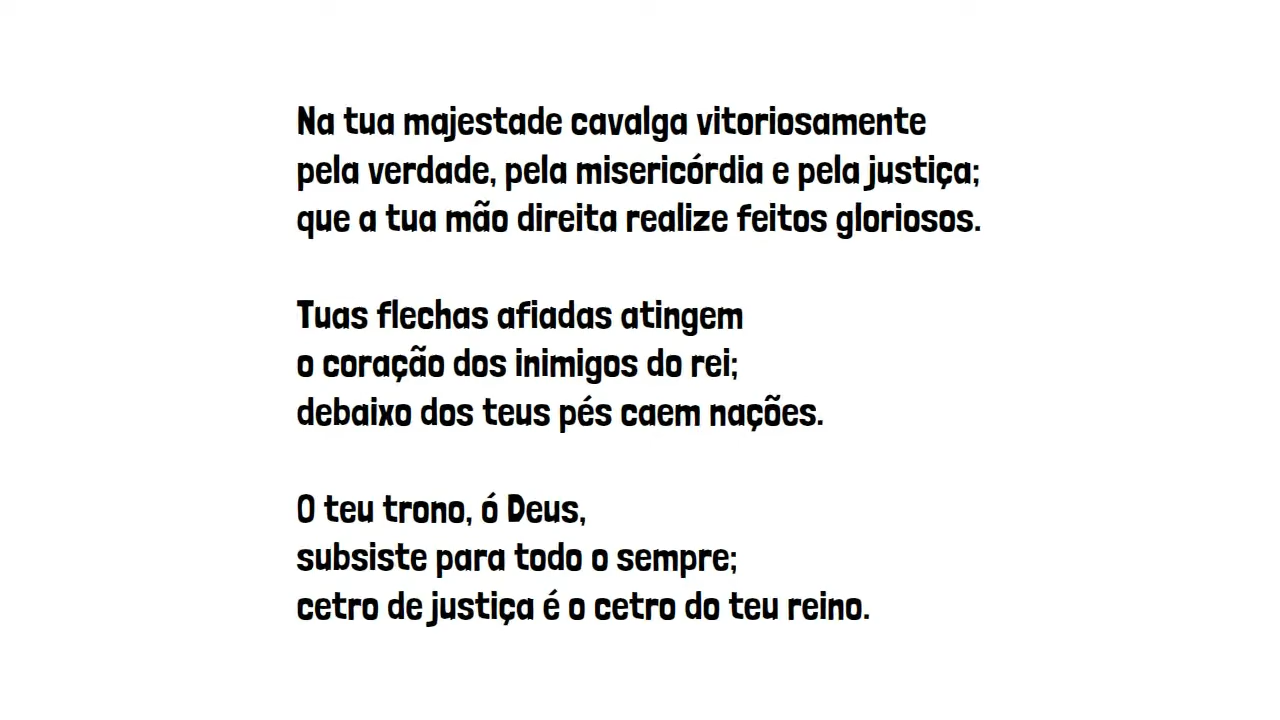 Na tua majestade cavalga vitoriosamente
pela verdade, pela misericórdia e pela justiça;
que a tua mão direita realize feitos gloriosos.
Tuas flechas afiadas atingem
o coração dos inimigos do rei;
debaixo dos teus pés caem nações.
O teu trono, ó Deus,
subsiste para todo o sempre;
cetro de justiça é o cetro do teu reino.